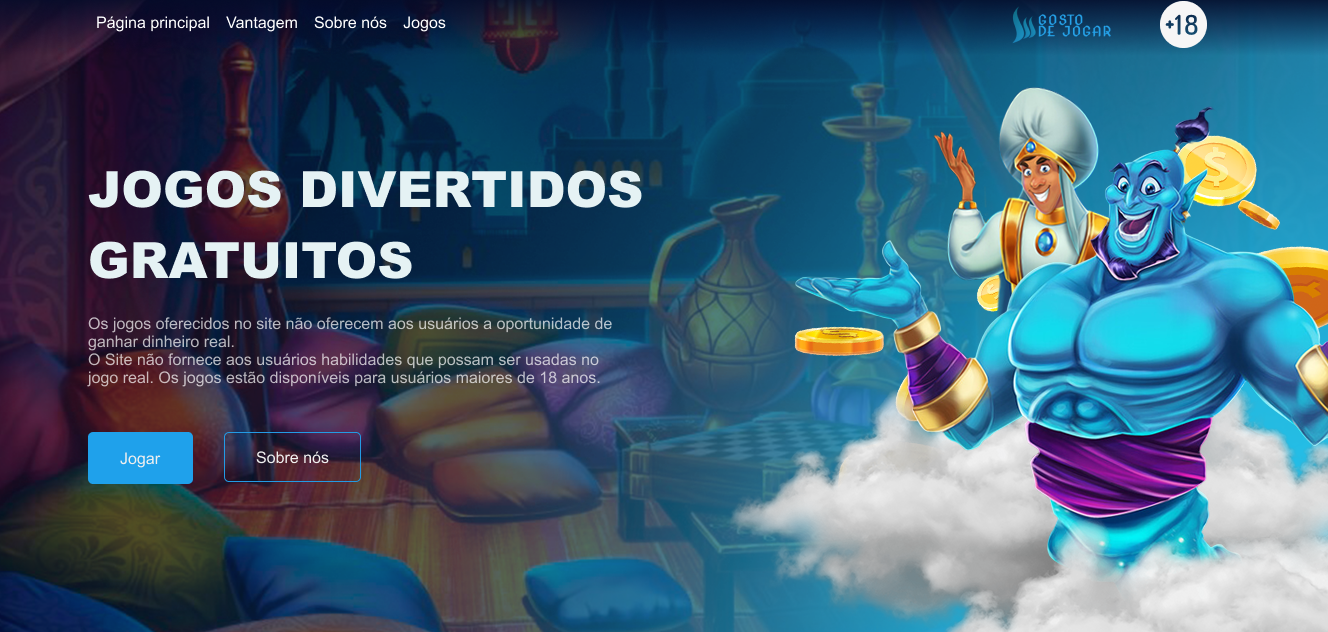 Página principal Vantagem Sobre nós Jogos
GOSTO
DE JOGAR
+18
JOGOS DIVERTIDOS
GRATUITOS
Os jogos oferecidos no site não oferecem aos usuários a oportunidade de
ganhar dinheiro real.
O Site não fornece aos usuários habilidades que possam ser usadas no
jogo real. Os jogos estão disponíveis para usuários maiores de 18 anos.
Jogar
Sobre nós